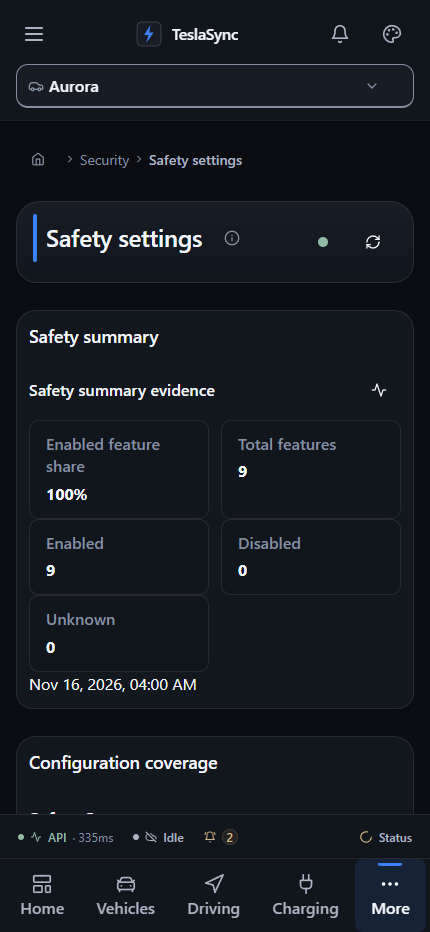 TeslaSync
Aurora
Security
Safety settings
Safety settings
Safety summary
Safety summary evidence
Enabled feature
share
100%
Total features
9
Enabled
9
Disabled
0
Unknown
0
Nov 16, 2026, 04:00 AM
Configuration coverage
API · 335ms
Idle
2
Status
Home
Vehicles
Driving
Charging
More